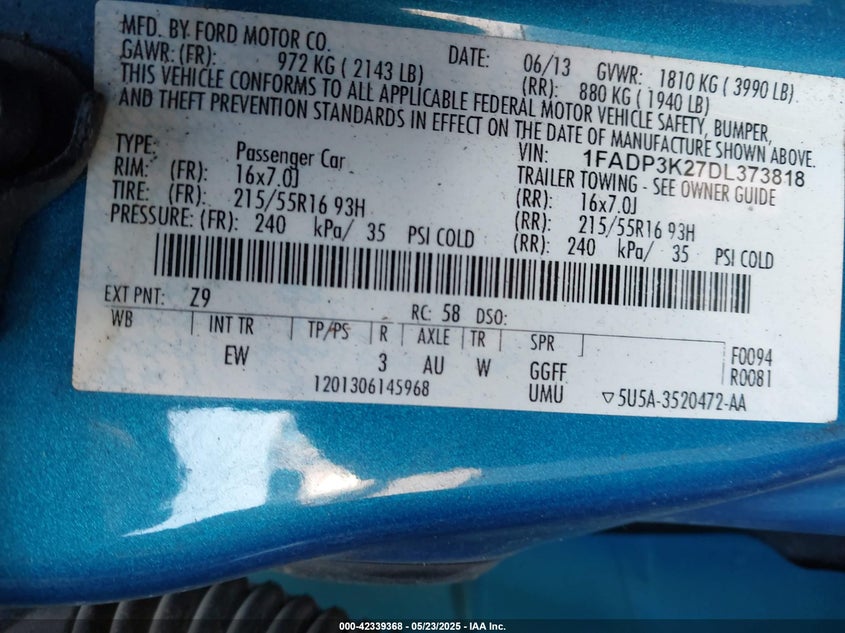 MFD. BY FORD MOTOR CO.
DATE: 06/13 GVWR: 1810 KG ( 3990 LB)
GAWR: (FR): 972 KG ( 2143 LB) (RR): 880 KG ( 1940 LB)
THIS VEHICLE CONFORMS TO ALL APPLICABLE FEDERAL MOTOR VEHICLE SAFETY, BUMPER,
AND THEFT PREVENTION STANDARDS IN EFFECT ON THE DATE OF MANUFACTURE SHOWN ABOVE.
VIN: 1FADP3K27DL373818
TYPE: Passenger Car TRAILER TOWING - SEE OWNER GUIDE
RIM: (FR): 16x7.0J (RR): 16x7.0J
TIRE: (FR): 215/55R16 93H (RR): 215/55R16 93H
PRESSURE: (FR): 240 kPa/ 35 PSI COLD (RR): 240 kPa/ 35 PSI COLD
EXT PNT: Z9 RC: 58 DSO:
WB INT TR TP/PS R AXLE TR SPR
EW 3 AU W GGFF F0094
1201306145968 UMU R0081
▽5U5A-3520472-AA
000-42339368 - 05/23/2025 - IAA Inc.